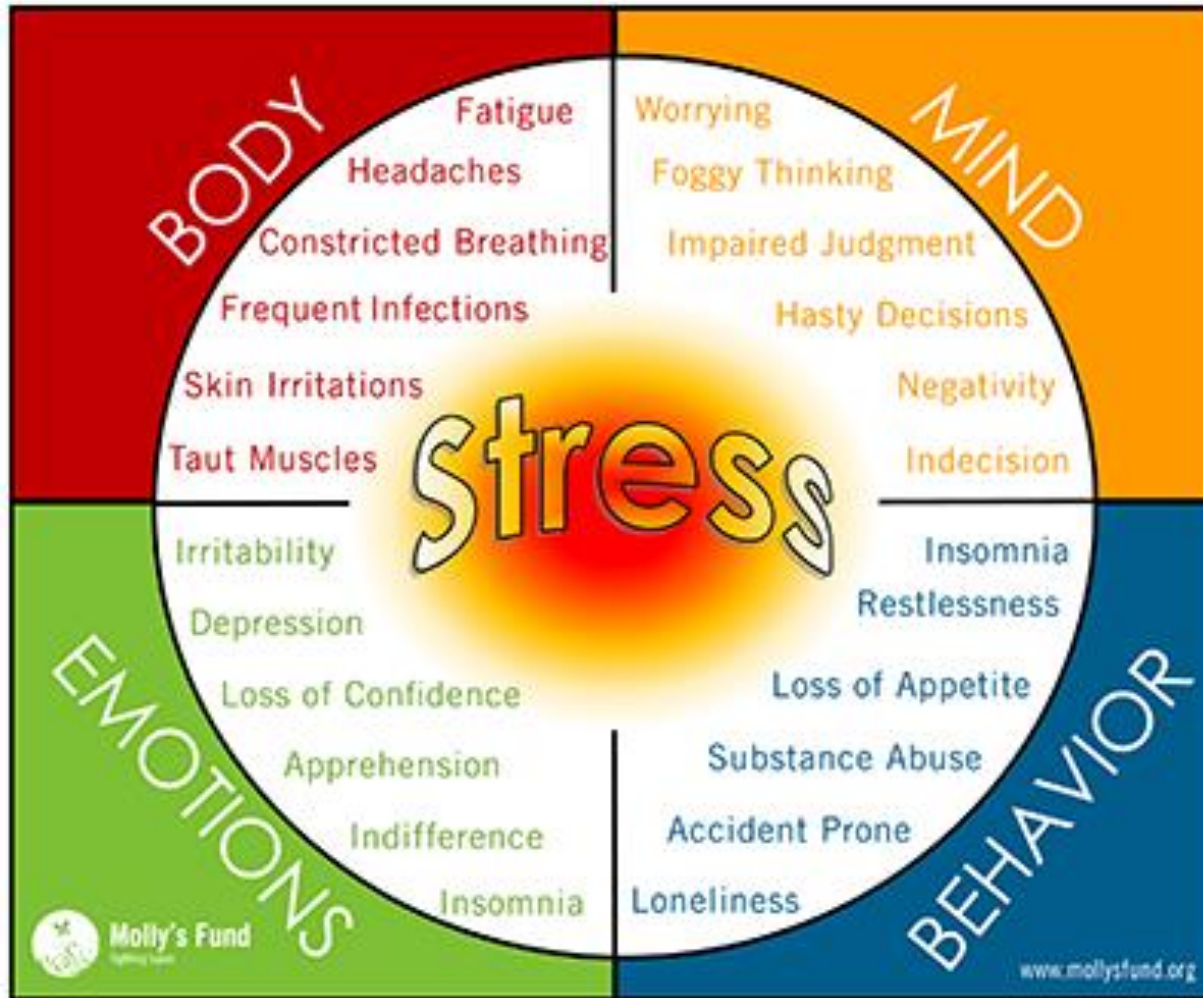 BODY
Fatigue
Headaches
Constricted Breathing
Frequent Infections
Skin Irritations
Taut Muscles
MIND
Worrying
Foggy Thinking
Impaired Judgment
Hasty Decisions
Negativity
Indecision
Stress
EMOTIONS
Irritability
Depression
Loss of Confidence
Apprehension
Indifference
Insomnia
BEHAVIOR
Insomnia
Restlessness
Loss of Appetite
Substance Abuse
Accident Prone
Loneliness
Molly's Fund
www.mollysfund.org